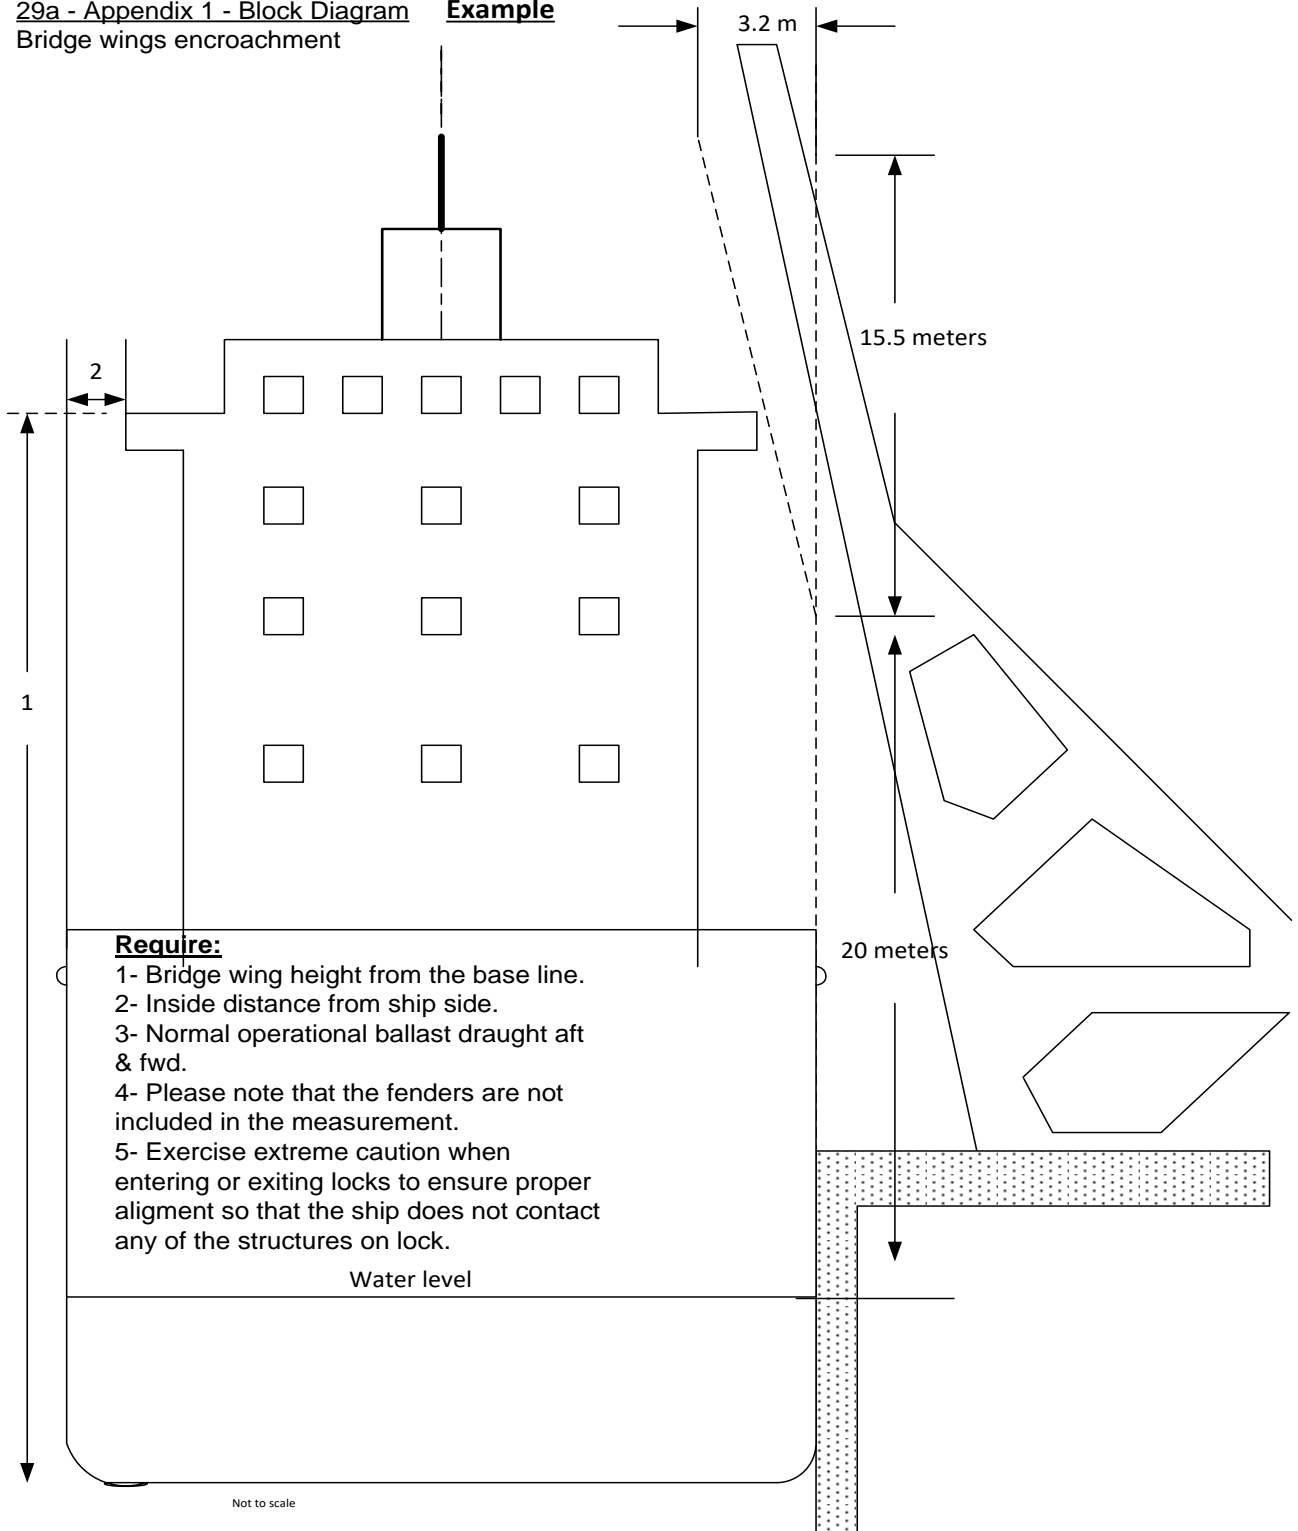 29a - Appendix 1 - Block Diagram Example
Bridge wings encroachment
3.2 m
15.5 meters
2
1
20 meters
Require:
1- Bridge wing height from the base line.
2- Inside distance from ship side.
3- Normal operational ballast draught aft
& fwd.
4- Please note that the fenders are not
included in the measurement.
5- Exercise extreme caution when
entering or exiting locks to ensure proper
aligment so that the ship does not contact
any of the structures on lock.
Water level
Not to scale